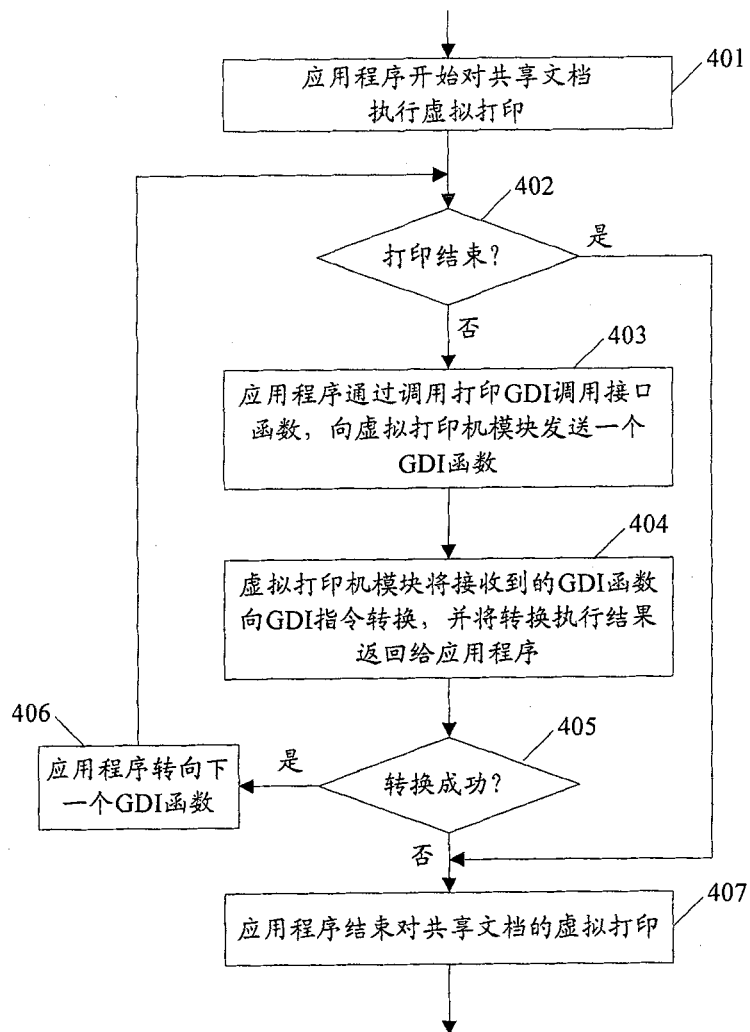 应用程序开始对共享文档
执行虚拟打印
401
402
打印结束?
是
否
403
应用程序通过调用打印GDI调用接口
函数，向虚拟打印机模块发送一个
GDI函数
404
虚拟打印机模块将接收到的GDI函数
向GDI指令转换，并将转换执行结果
返回给应用程序
405
转换成功?
是
406
应用程序转向下
一个GDI函数
否
407
应用程序结束对共享文档的虚拟打印